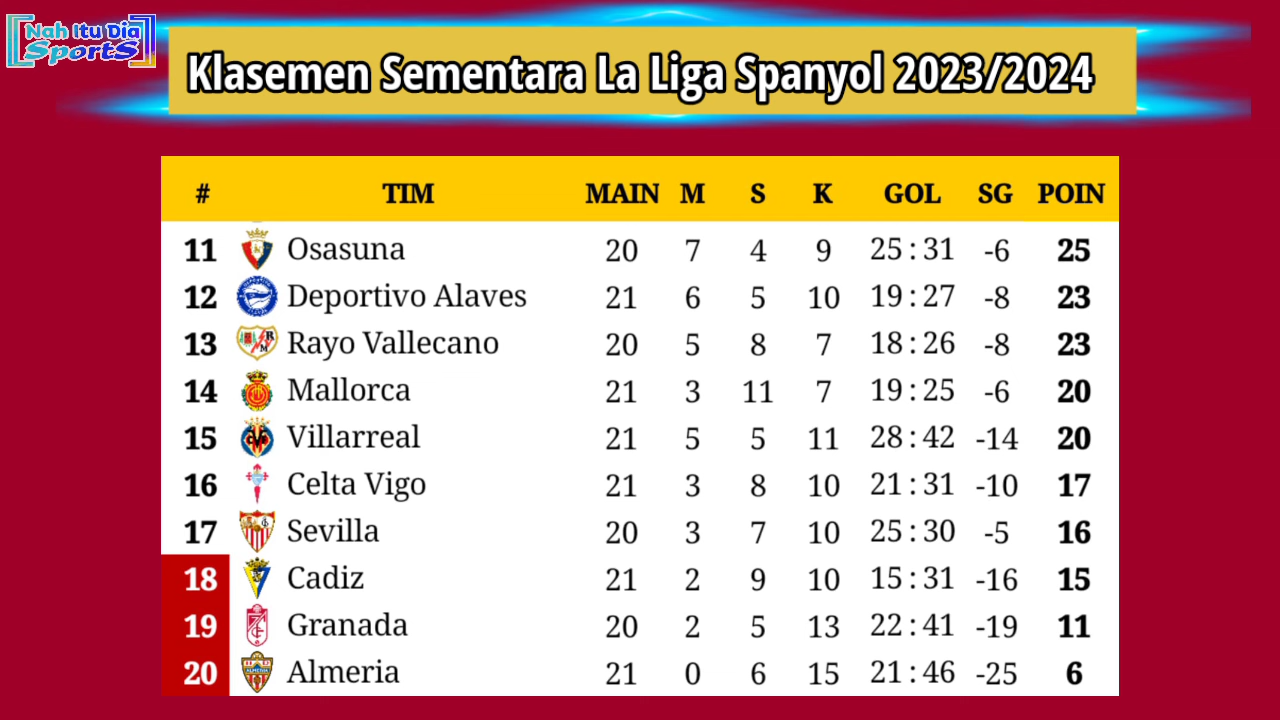 Nah Itu Dia
Sports
Klasemen Sementara La Liga Spanyol 2023/2024
# TIM MAIN M S K GOL SG POIN
11 Osasuna 20 7 4 9 25:31 -6 25
12 Deportivo Alaves 21 6 5 10 19:27 -8 23
13 Rayo Vallecano 20 5 8 7 18:26 -8 23
14 Mallorca 21 3 11 7 19:25 -6 20
15 Villarreal 21 5 5 11 28:42 -14 20
16 Celta Vigo 21 3 8 10 21:31 -10 17
17 Sevilla 20 3 7 10 25:30 -5 16
18 Cadiz 21 2 9 10 15:31 -16 15
19 Granada 20 2 5 13 22:41 -19 11
20 Almeria 21 0 6 15 21:46 -25 6